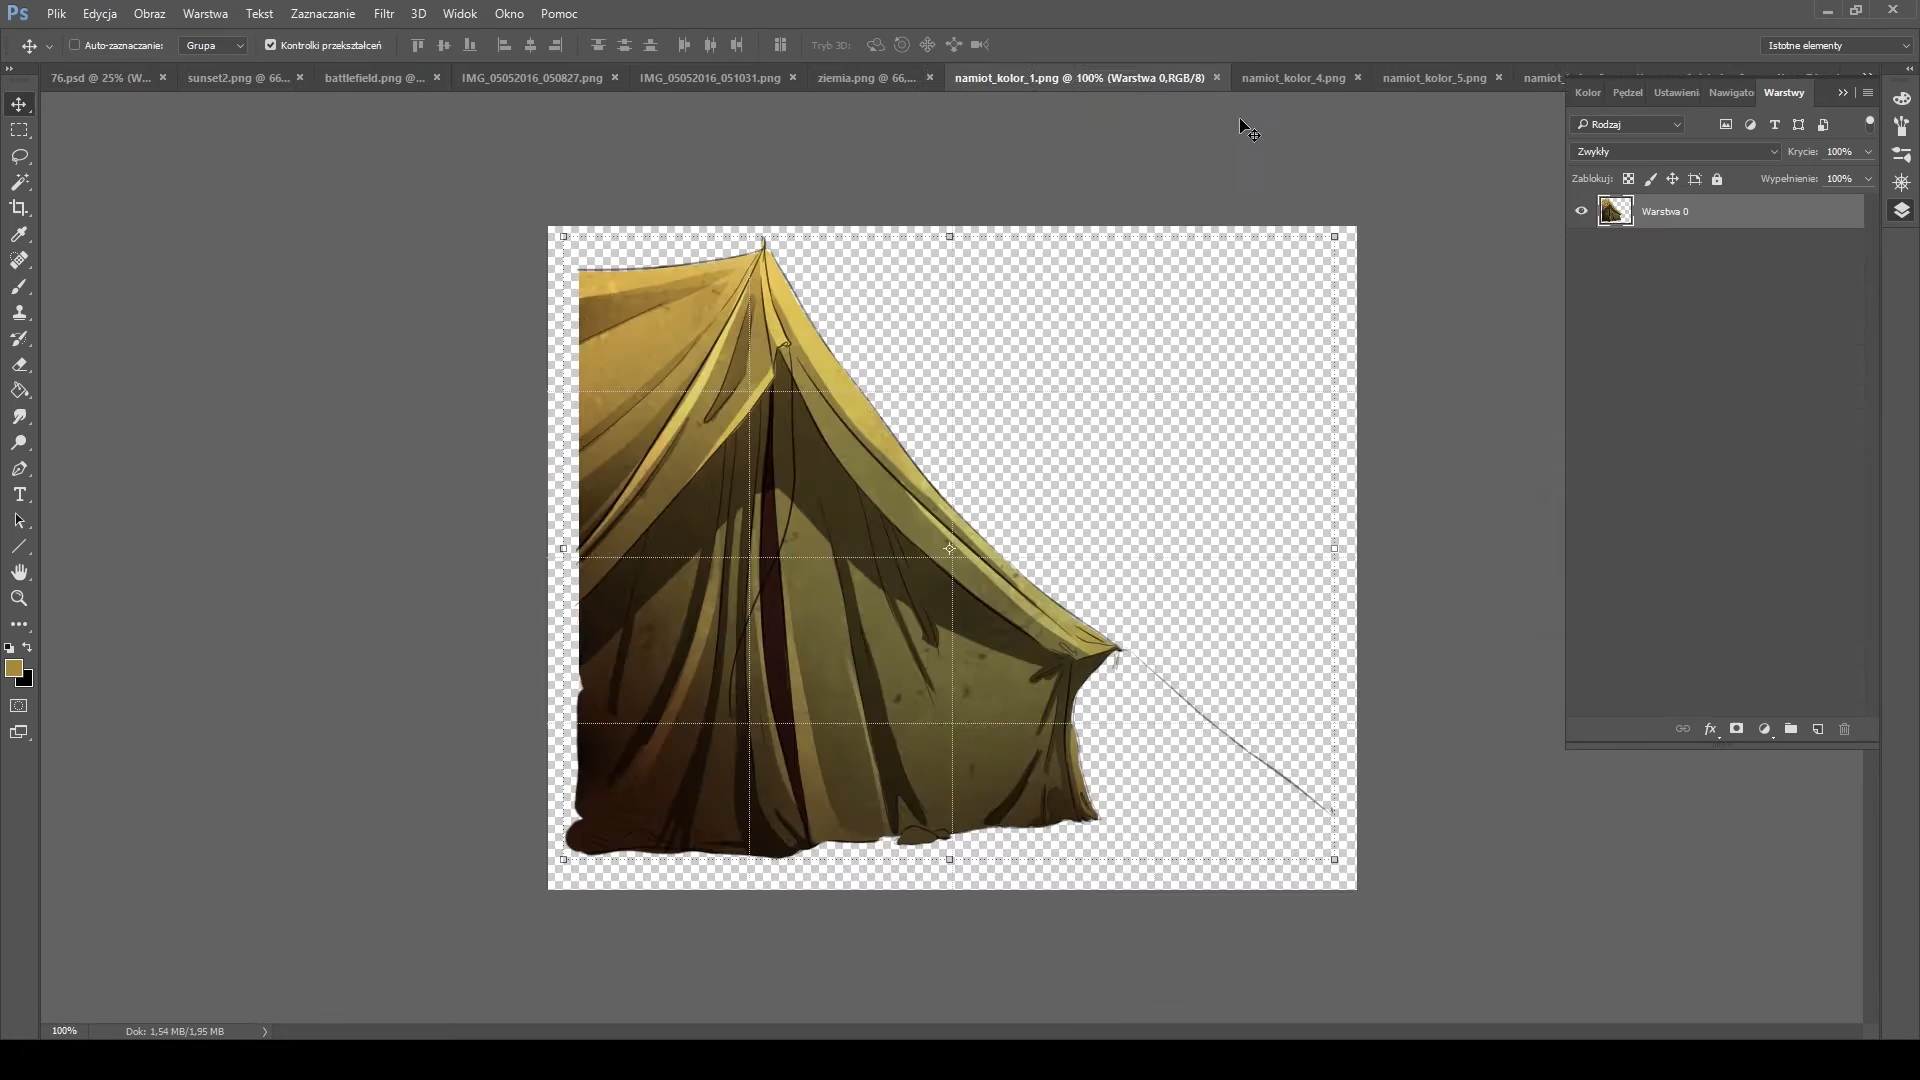 Ps Plik Edycja Obraz Warstwa Tekst Zaznaczanie Filtr 3D Widok Okno Pomoc
Auto-zaznaczanie: Grupa Kontrolki przekształceń Tryb 3D: Istotne elementy
76.psd @ 25% (W... sunset2.png @ 66... battlefield.png @... IMG_05052016_050827.png IMG_05052016_051031.png ziemia.png @ 66,... namiot_kolor_1.png @ 100% (Warstwa 0,RGB/8) namiot_kolor_4.png namiot_kolor_5.png namiot_
Kolor Pędzel Ustawieni Nawigato Warstwy
Rodzaj
Zwykły Krycie: 100%
Zablokuj: Wypełnienie: 100%
Warstwa 0
fx
100% Dok: 1,54 MB/1,95 MB